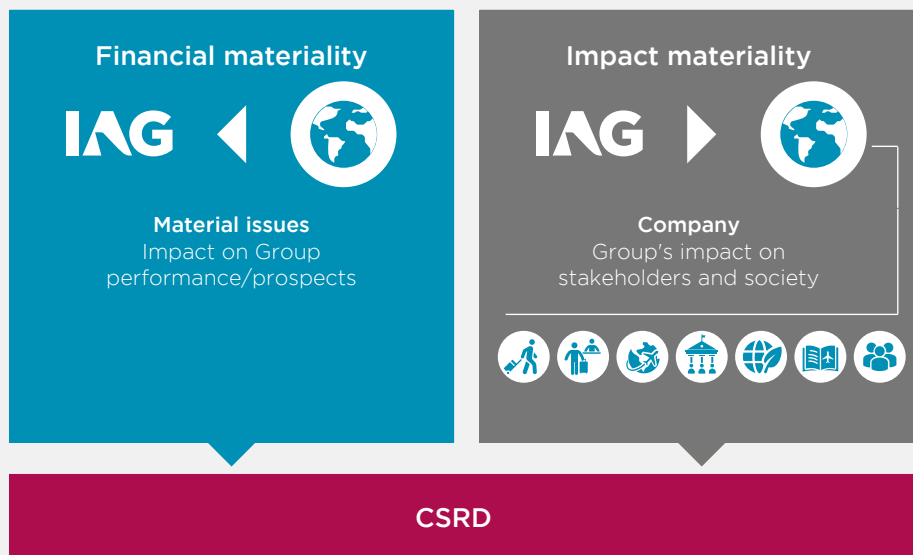 Financial materiality
IAG
Material issues
Impact on Group
performance/prospects
Impact materiality
IAG
Company
Group's impact on
stakeholders and society
CSRD